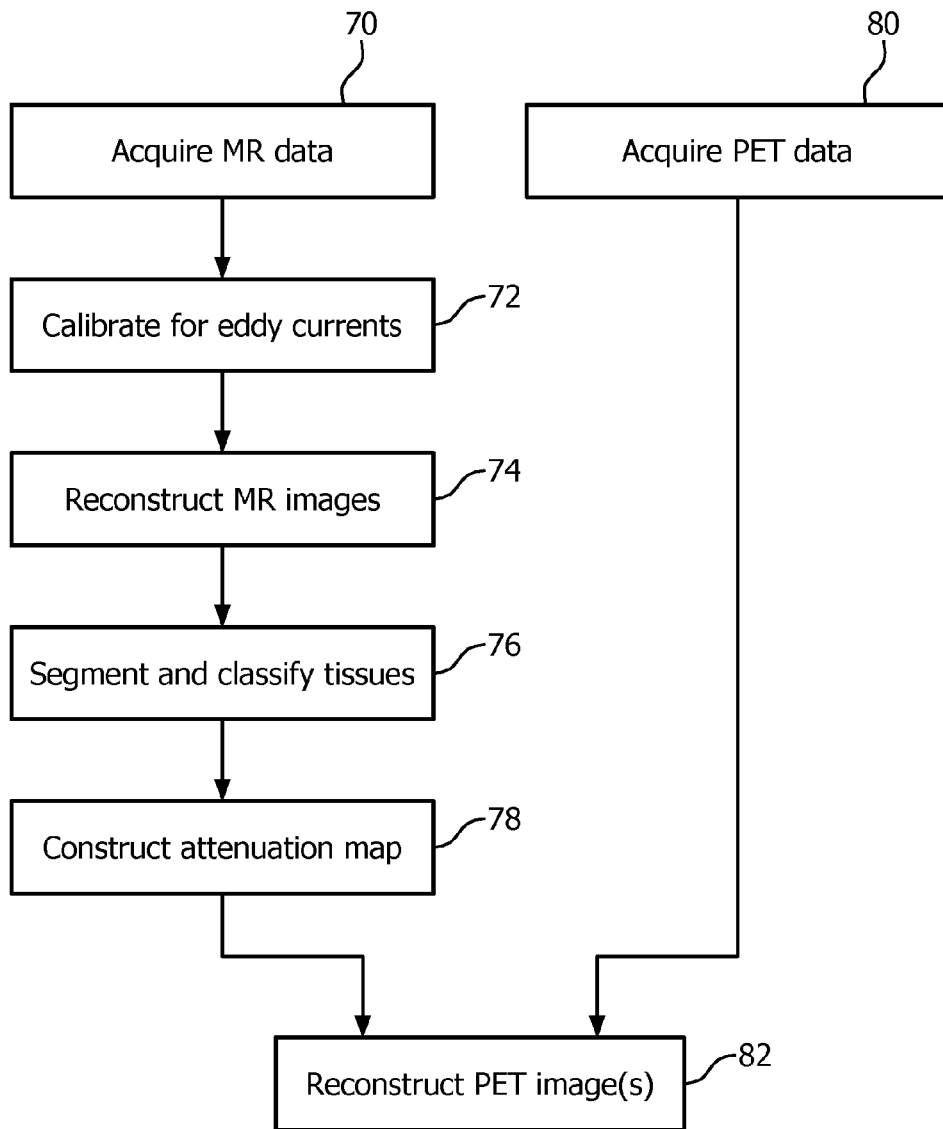 70
80
Acquire MR data
Acquire PET data
72
Calibrate for eddy currents
74
Reconstruct MR images
76
Segment and classify tissues
78
Construct attenuation map
82
Reconstruct PET image(s)